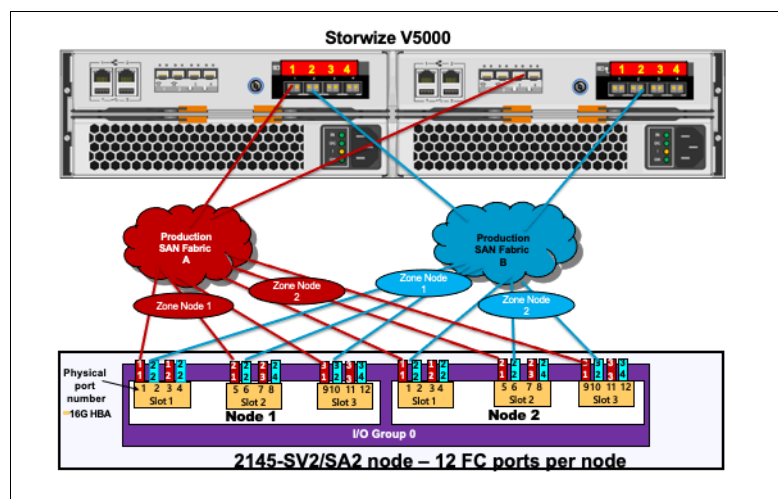 Storwize V5000
1 2 3 4
1 2 3 4
Production
SAN Fabric
A
Production
SAN Fabric
B
Zone Node 1
Zone Node
2
Zone Node
1
Zone Node
2
Physical
port
number
16G HBA
1 2 3 4
5 6 7 8
9 10 11 12
1 2 3 4
5 6 7 8
9 10 11 12
Slot 1
Slot 2
Slot 3
Slot 1
Slot 2
Slot 3
Node 1
Node 2
I/O Group 0
2145-SV2/SA2 node – 12 FC ports per node